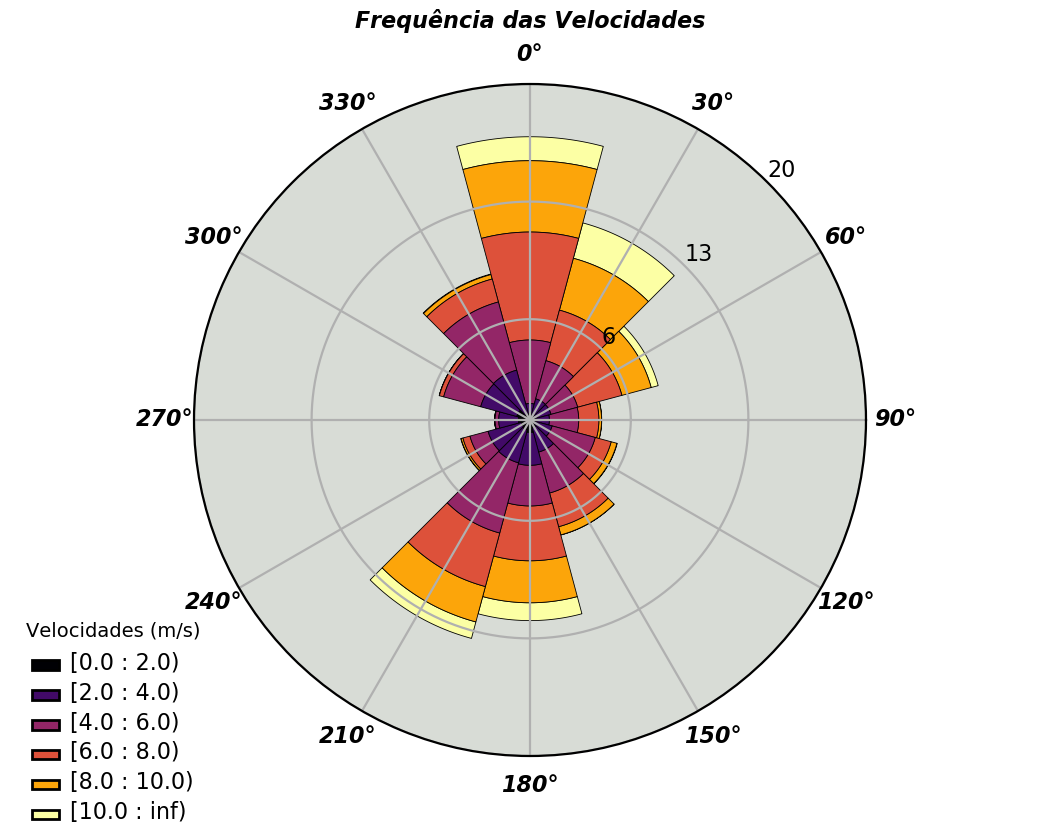 Frequência das Velocidades
0°
330°
30°
20
300°
60°
13
6
270°
90°
240°
120°
210°
150°
180°
Velocidades (m/s)
[0.0 : 2.0)
[2.0 : 4.0)
[4.0 : 6.0)
[6.0 : 8.0)
[8.0 : 10.0)
[10.0 : inf)